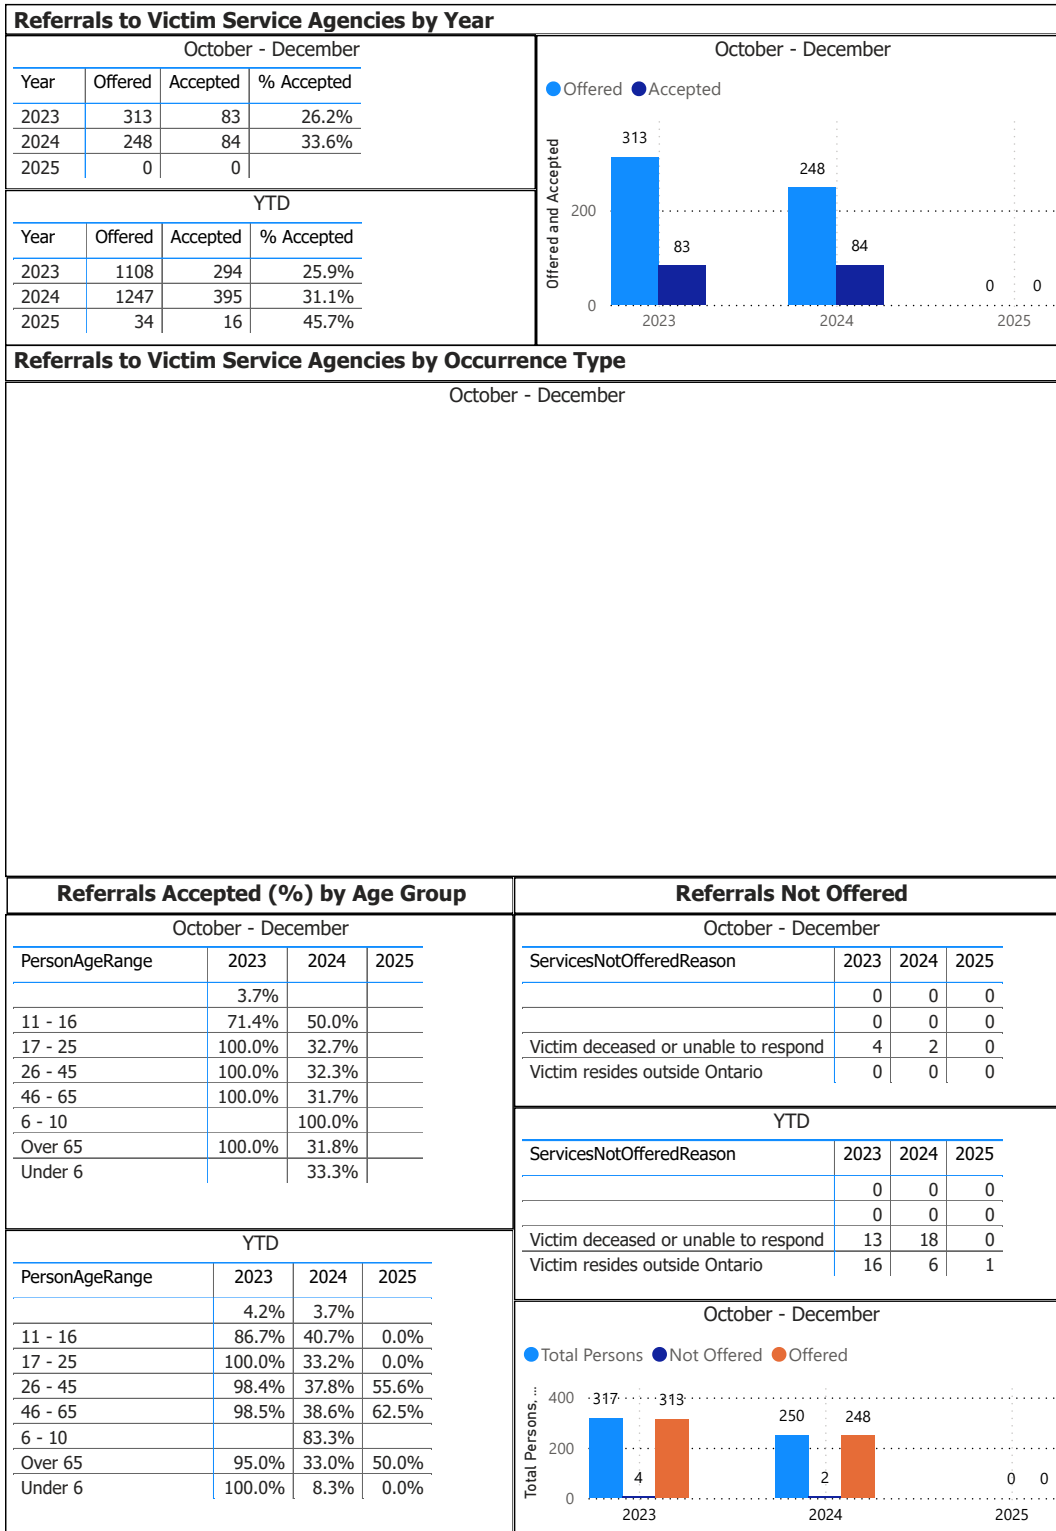 Referrals to Victim Service Agencies by Year
October - December
Year Offered Accepted % Accepted
2023 313 83 26.2%
2024 248 84 33.6%
2025 0 0
YTD
Year Offered Accepted % Accepted
2023 1108 294 25.9%
2024 1247 395 31.1%
2025 34 16 45.7%
October - December
Offered Accepted
Offered and Accepted
200
0
313
83
248
84
0 0
2023 2024 2025
Referrals to Victim Service Agencies by Occurrence Type
October - December
Referrals Accepted (%) by Age Group
October - December
PersonAgeRange 2023 2024 2025
3.7%
11 - 16 71.4% 50.0%
17 - 25 100.0% 32.7%
26 - 45 100.0% 32.3%
46 - 65 100.0% 31.7%
6 - 10 100.0%
Over 65 100.0% 31.8%
Under 6 33.3%
YTD
PersonAgeRange 2023 2024 2025
4.2% 3.7%
11 - 16 86.7% 40.7% 0.0%
17 - 25 100.0% 33.2% 0.0%
26 - 45 98.4% 37.8% 55.6%
46 - 65 98.5% 38.6% 62.5%
6 - 10 83.3%
Over 65 95.0% 33.0% 50.0%
Under 6 100.0% 8.3% 0.0%
Referrals Not Offered
October - December
ServicesNotOfferedReason 2023 2024 2025
0 0 0
0 0 0
Victim deceased or unable to respond 4 2 0
Victim resides outside Ontario 0 0 0
YTD
ServicesNotOfferedReason 2023 2024 2025
0 0 0
0 0 0
Victim deceased or unable to respond 13 18 0
Victim resides outside Ontario 16 6 1
October - December
Total Persons Not Offered Offered
Total Persons, ...
400
200
0
317 4 313
250 2 248
0 0
2023 2024 2025